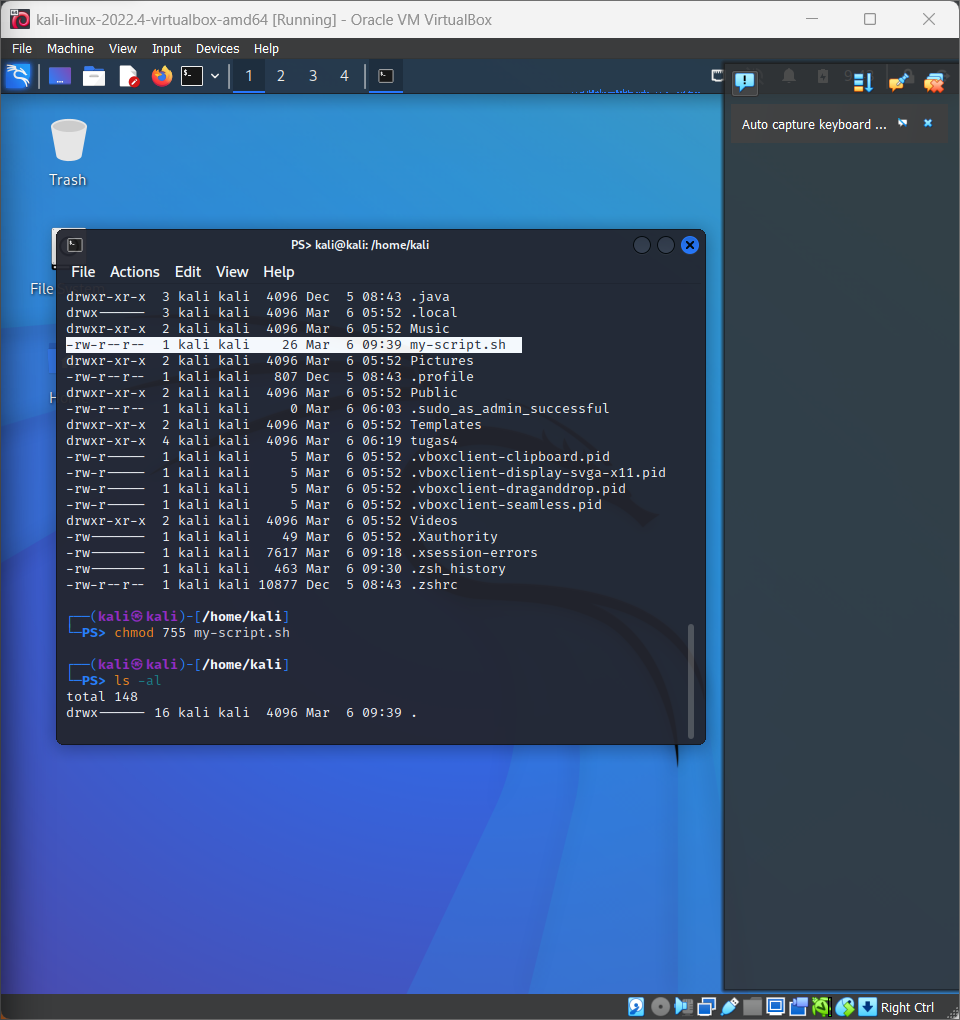 kali-linux-2022.4-virtualbox-amd64 [Running] - Oracle VM VirtualBox
File Machine View Input Devices Help
1 2 3 4
Auto capture keyboard ...
Trash
PS> kali@kali: /home/kali
File Actions Edit View Help
File
drwxr-xr-x 3 kali kali 4096 Dec 5 08:43 .java
drwx------ 3 kali kali 4096 Mar 6 05:52 .local
drwxr-xr-x 2 kali kali 4096 Mar 6 05:52 Music
-rw-r--r-- 1 kali kali 26 Mar 6 09:39 my-script.sh
drwxr-xr-x 2 kali kali 4096 Mar 6 05:52 Pictures
-rw-r--r-- 1 kali kali 807 Dec 5 08:43 .profile
drwxr-xr-x 2 kali kali 4096 Mar 6 05:52 Public
-rw-r--r-- 1 kali kali 0 Mar 6 06:03 .sudo_as_admin_successful
drwxr-xr-x 2 kali kali 4096 Mar 6 05:52 Templates
drwxr-xr-x 4 kali kali 4096 Mar 6 06:19 tugas4
-rw-r----- 1 kali kali 5 Mar 6 05:52 .vboxclient-clipboard.pid
-rw-r----- 1 kali kali 5 Mar 6 05:52 .vboxclient-display-svga-x11.pid
-rw-r----- 1 kali kali 5 Mar 6 05:52 .vboxclient-draganddrop.pid
-rw-r----- 1 kali kali 5 Mar 6 05:52 .vboxclient-seamless.pid
drwxr-xr-x 2 kali kali 4096 Mar 6 05:52 Videos
-rw------- 1 kali kali 49 Mar 6 05:52 .Xauthority
-rw------- 1 kali kali 7617 Mar 6 09:18 .xsession-errors
-rw------- 1 kali kali 463 Mar 6 09:30 .zsh_history
-rw-r--r-- 1 kali kali 10877 Dec 5 08:43 .zshrc
┌──(kali㉿kali)-[/home/kali]
└─PS> chmod 755 my-script.sh
┌──(kali㉿kali)-[/home/kali]
└─PS> ls -al
total 148
drwx------ 16 kali kali 4096 Mar 6 09:39 .
Right Ctrl